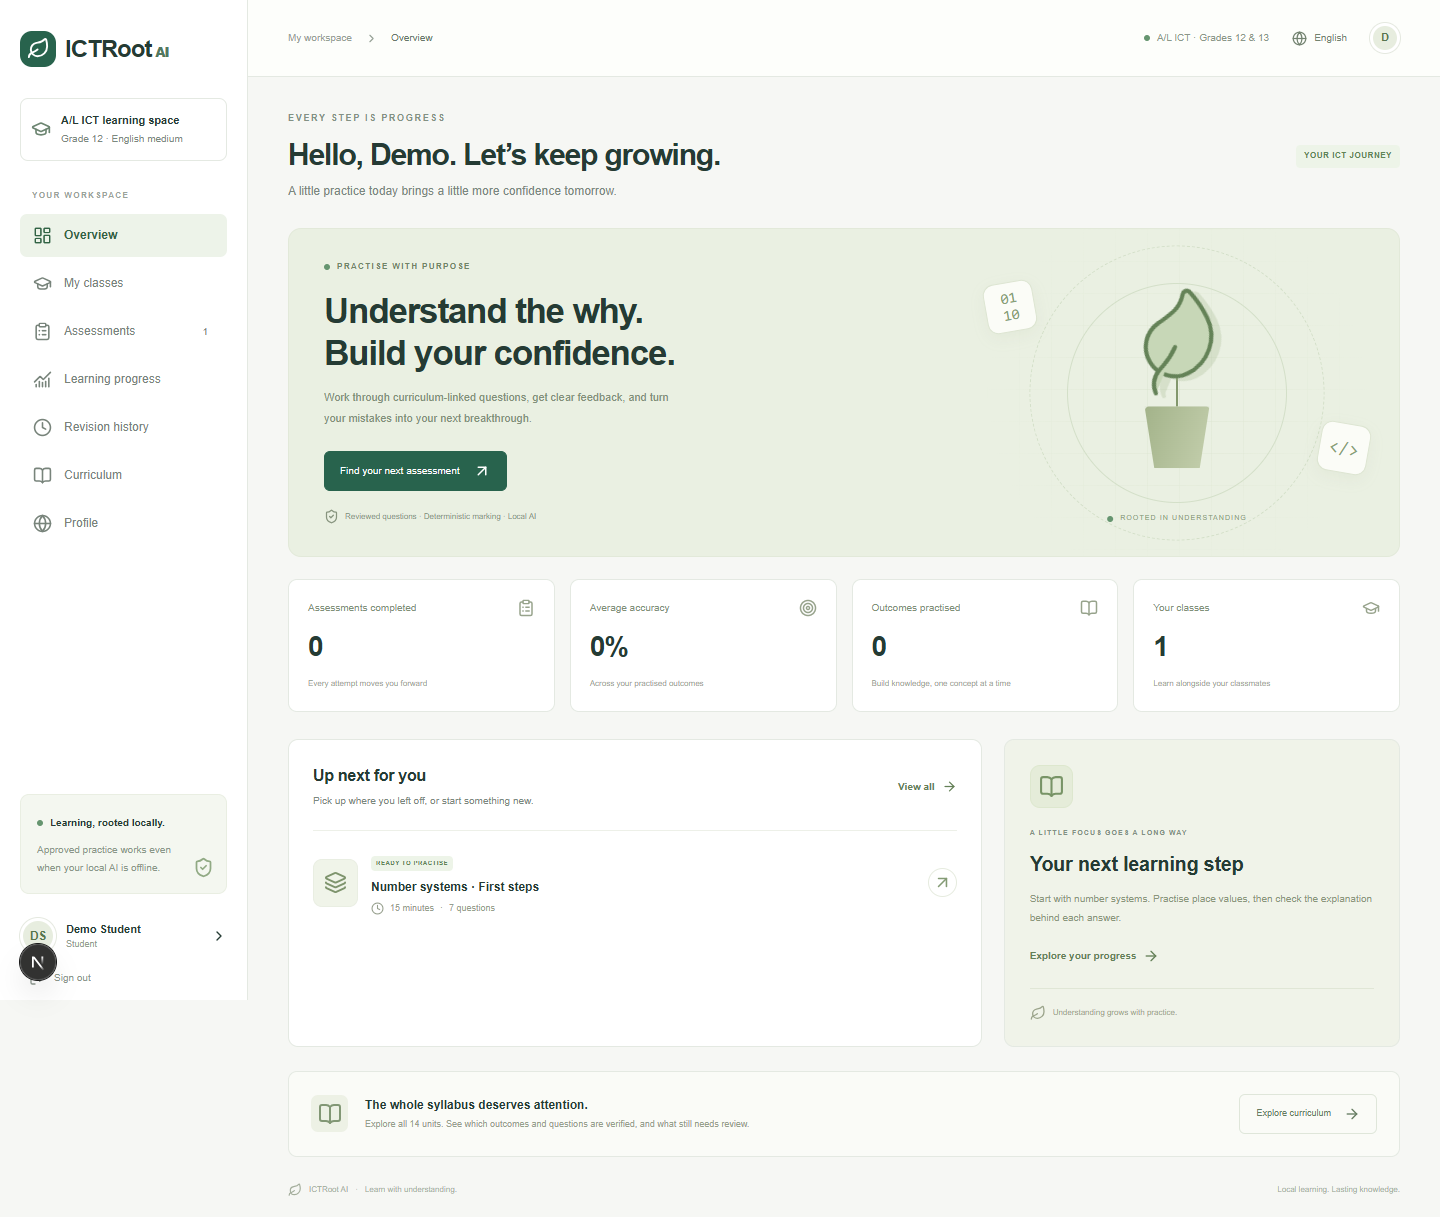 ICTRoot AI
A/L ICT learning space
Grade 12 · English medium
YOUR WORKSPACE
Overview
My classes
Assessments 1
Learning progress
Revision history
Curriculum
Profile
Learning, rooted locally.
Approved practice works even
when your local AI is offline.
DS
Demo Student
Student
N
Sign out
My workspace > Overview
A/L ICT · Grades 12 & 13
English
D
EVERY STEP IS PROGRESS
Hello, Demo. Let’s keep growing.
A little practice today brings a little more confidence tomorrow.
YOUR ICT JOURNEY
PRACTISE WITH PURPOSE
Understand the why.
Build your confidence.
Work through curriculum-linked questions, get clear feedback, and turn
your mistakes into your next breakthrough.
Find your next assessment
Reviewed questions · Deterministic marking · Local AI
01
10
</>
ROOTED IN UNDERSTANDING
Assessments completed
0
Every attempt moves you forward
Average accuracy
0%
Across your practised outcomes
Outcomes practised
0
Build knowledge, one concept at a time
Your classes
1
Learn alongside your classmates
Up next for you
Pick up where you left off, or start something new.
View all
READY TO PRACTISE
Number systems · First steps
15 minutes · 7 questions
A LITTLE FOCUS GOES A LONG WAY
Your next learning step
Start with number systems. Practise place values, then check the explanation
behind each answer.
Explore your progress
Understanding grows with practice.
The whole syllabus deserves attention.
Explore all 14 units. See which outcomes and questions are verified, and what still needs review.
Explore curriculum
ICTRoot AI · Learn with understanding.
Local learning. Lasting knowledge.